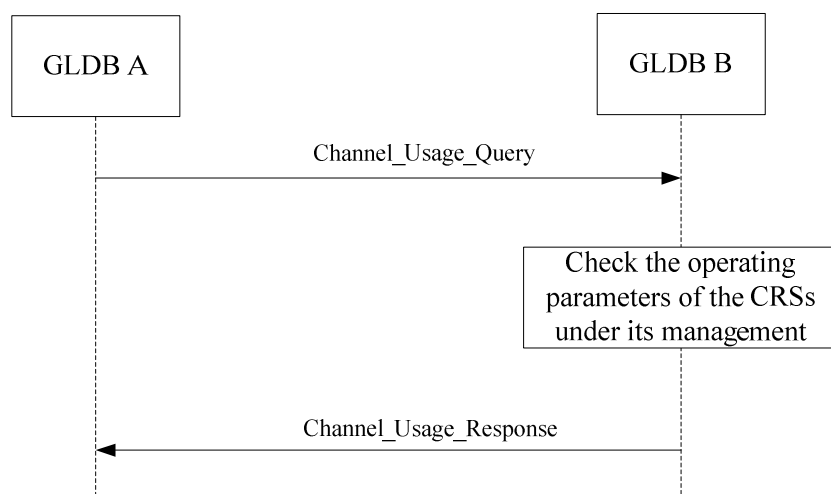 GLDB A
GLDB B
Channel_Usage_Query
Check the operating
parameters of the CRSs
under its management
Channel_Usage_Response